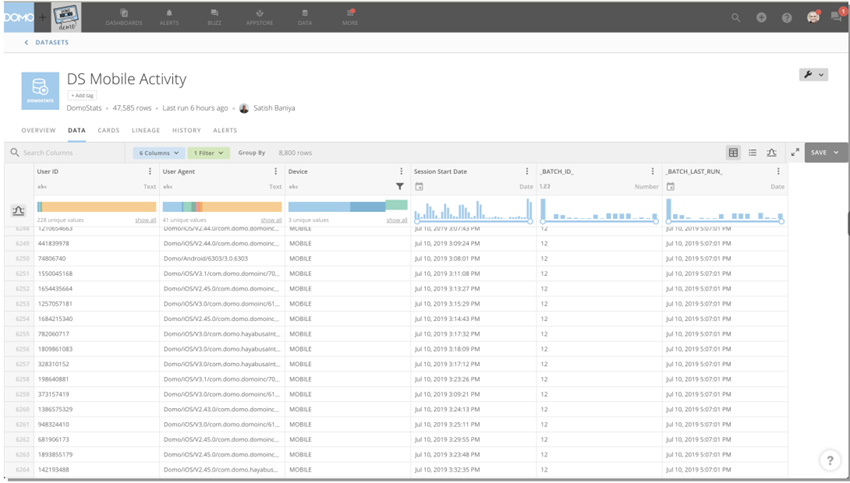 DOMO
demo
DASHBOARDS ALERTS BUZZ APPSTORE DATA MORE
1
DATASETS
DOMOSTATS
DS Mobile Activity
+ Add tag
DomoStats • 47,585 rows • Last run 6 hours ago • Satish Baniya
OVERVIEW DATA CARDS LINEAGE HISTORY ALERTS
Search Columns 6 Columns 1 Filter Group By 8,800 rows SAVE
User ID User Agent Device Session Start Date _BATCH_ID_ _BATCH_LAST_RUN_
abc Text abc Text abc Date 1.23 Number Date
228 unique values show all 41 unique values show all 3 unique values show all
6248 1210654663 Domo/iOS/V2.44.0/com.domo.domoinc... MOBILE Jul 10, 2019 3:07:43 PM 12 Jul 10, 2019 5:07:01 PM
6249 441839978 Domo/iOS/V2.44.0/com.domo.domoinc... MOBILE Jul 10, 2019 3:09:24 PM 12 Jul 10, 2019 5:07:01 PM
6250 74806740 Domo/Android/6303/3.0.6303 MOBILE Jul 10, 2019 3:08:01 PM 12 Jul 10, 2019 5:07:01 PM
6251 1550045168 Domo/iOS/V3.1/com.domo.domoinc/70... MOBILE Jul 10, 2019 3:11:08 PM 12 Jul 10, 2019 5:07:01 PM
6252 1654435664 Domo/iOS/V2.45.0/com.domo.domoinc... MOBILE Jul 10, 2019 3:13:27 PM 12 Jul 10, 2019 5:07:01 PM
6253 1257057181 Domo/iOS/V3.0/com.domo.domoinc/61... MOBILE Jul 10, 2019 3:15:29 PM 12 Jul 10, 2019 5:07:01 PM
6254 1684215340 Domo/iOS/V2.45.0/com.domo.domoinc... MOBILE Jul 10, 2019 3:14:43 PM 12 Jul 10, 2019 5:07:01 PM
6255 782060717 Domo/iOS/V3.0/com.domo.hayabusaInt... MOBILE Jul 10, 2019 3:17:32 PM 12 Jul 10, 2019 5:07:01 PM
6256 1809861083 Domo/iOS/V3.0/com.domo.hayabusaInt... MOBILE Jul 10, 2019 3:18:09 PM 12 Jul 10, 2019 5:07:01 PM
6257 328310152 Domo/iOS/V3.0/com.domo.hayabusaInt... MOBILE Jul 10, 2019 3:17:12 PM 12 Jul 10, 2019 5:07:01 PM
6258 198640881 Domo/iOS/V3.1/com.domo.domoinc/70... MOBILE Jul 10, 2019 3:23:26 PM 12 Jul 10, 2019 5:07:01 PM
6259 373157419 Domo/iOS/V3.0/com.domo.domoinc/61... MOBILE Jul 10, 2019 3:09:21 PM 12 Jul 10, 2019 5:07:01 PM
6260 1386575329 Domo/iOS/V2.43.0/com.domo.domoinc... MOBILE Jul 10, 2019 3:24:13 PM 12 Jul 10, 2019 5:07:01 PM
6261 948324410 Domo/iOS/V3.0/com.domo.domoinc/61... MOBILE Jul 10, 2019 3:25:11 PM 12 Jul 10, 2019 5:07:01 PM
6262 681906173 Domo/iOS/V2.45.0/com.domo.domoinc... MOBILE Jul 10, 2019 3:29:55 PM 12 Jul 10, 2019 5:07:01 PM
6263 1893855179 Domo/iOS/V2.45.0/com.domo.domoinc... MOBILE Jul 10, 2019 3:23:48 PM 12 Jul 10, 2019 5:07:01 PM
6264 142193488 Domo/iOS/V2.45.0/com.domo.hayabus... MOBILE Jul 10, 2019 3:32:35 PM 12 Jul 10, 2019 5:07:01 PM